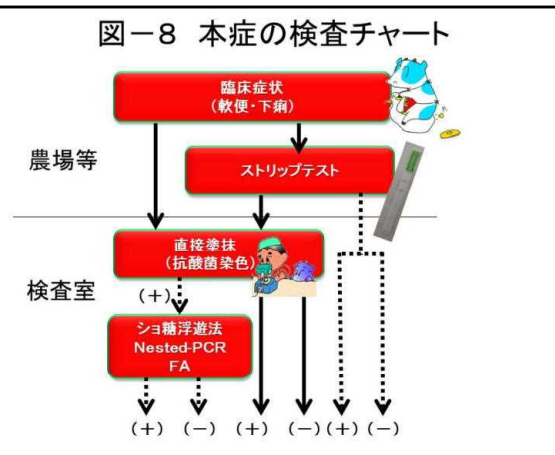 図－8 本症の検査チャート
臨床症状
(軟便・下痢)
農場等
ストリップテスト
直接塗抹
(抗酸菌染色)
検査室
(+)
ショ糖浮遊法
Nested-PCR
FA
(+) (-) (+) (-) (+) (-)